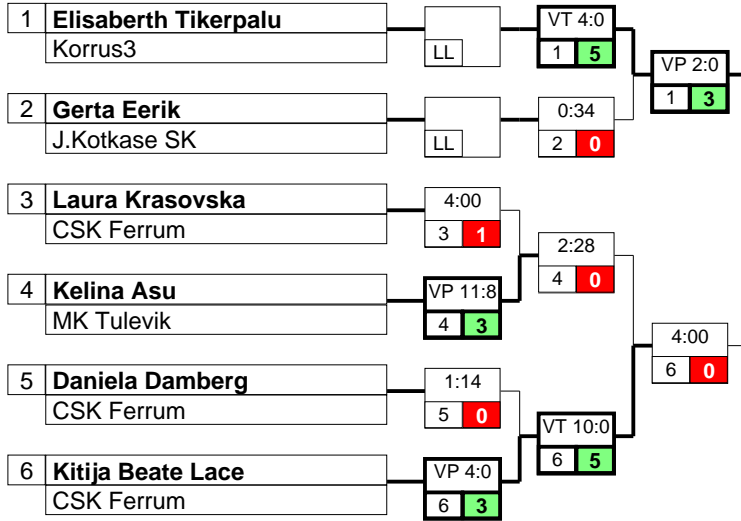 1 Elisaberth Tikerpalu
Korrus3
LL
VT 4:0
1 5
VP 2:0
1 3
2 Gerta Eerik
J.Kotkase SK
LL
0:34
2 0
3 Laura Krasovska
CSK Ferrum
4:00
3 1
2:28
4 0
4 Kelina Asu
MK Tulevik
VP 11:8
4 3
4:00
6 0
5 Daniela Damberg
CSK Ferrum
1:14
5 0
VT 10:0
6 5
6 Kitija Beate Lace
CSK Ferrum
VP 4:0
6 3